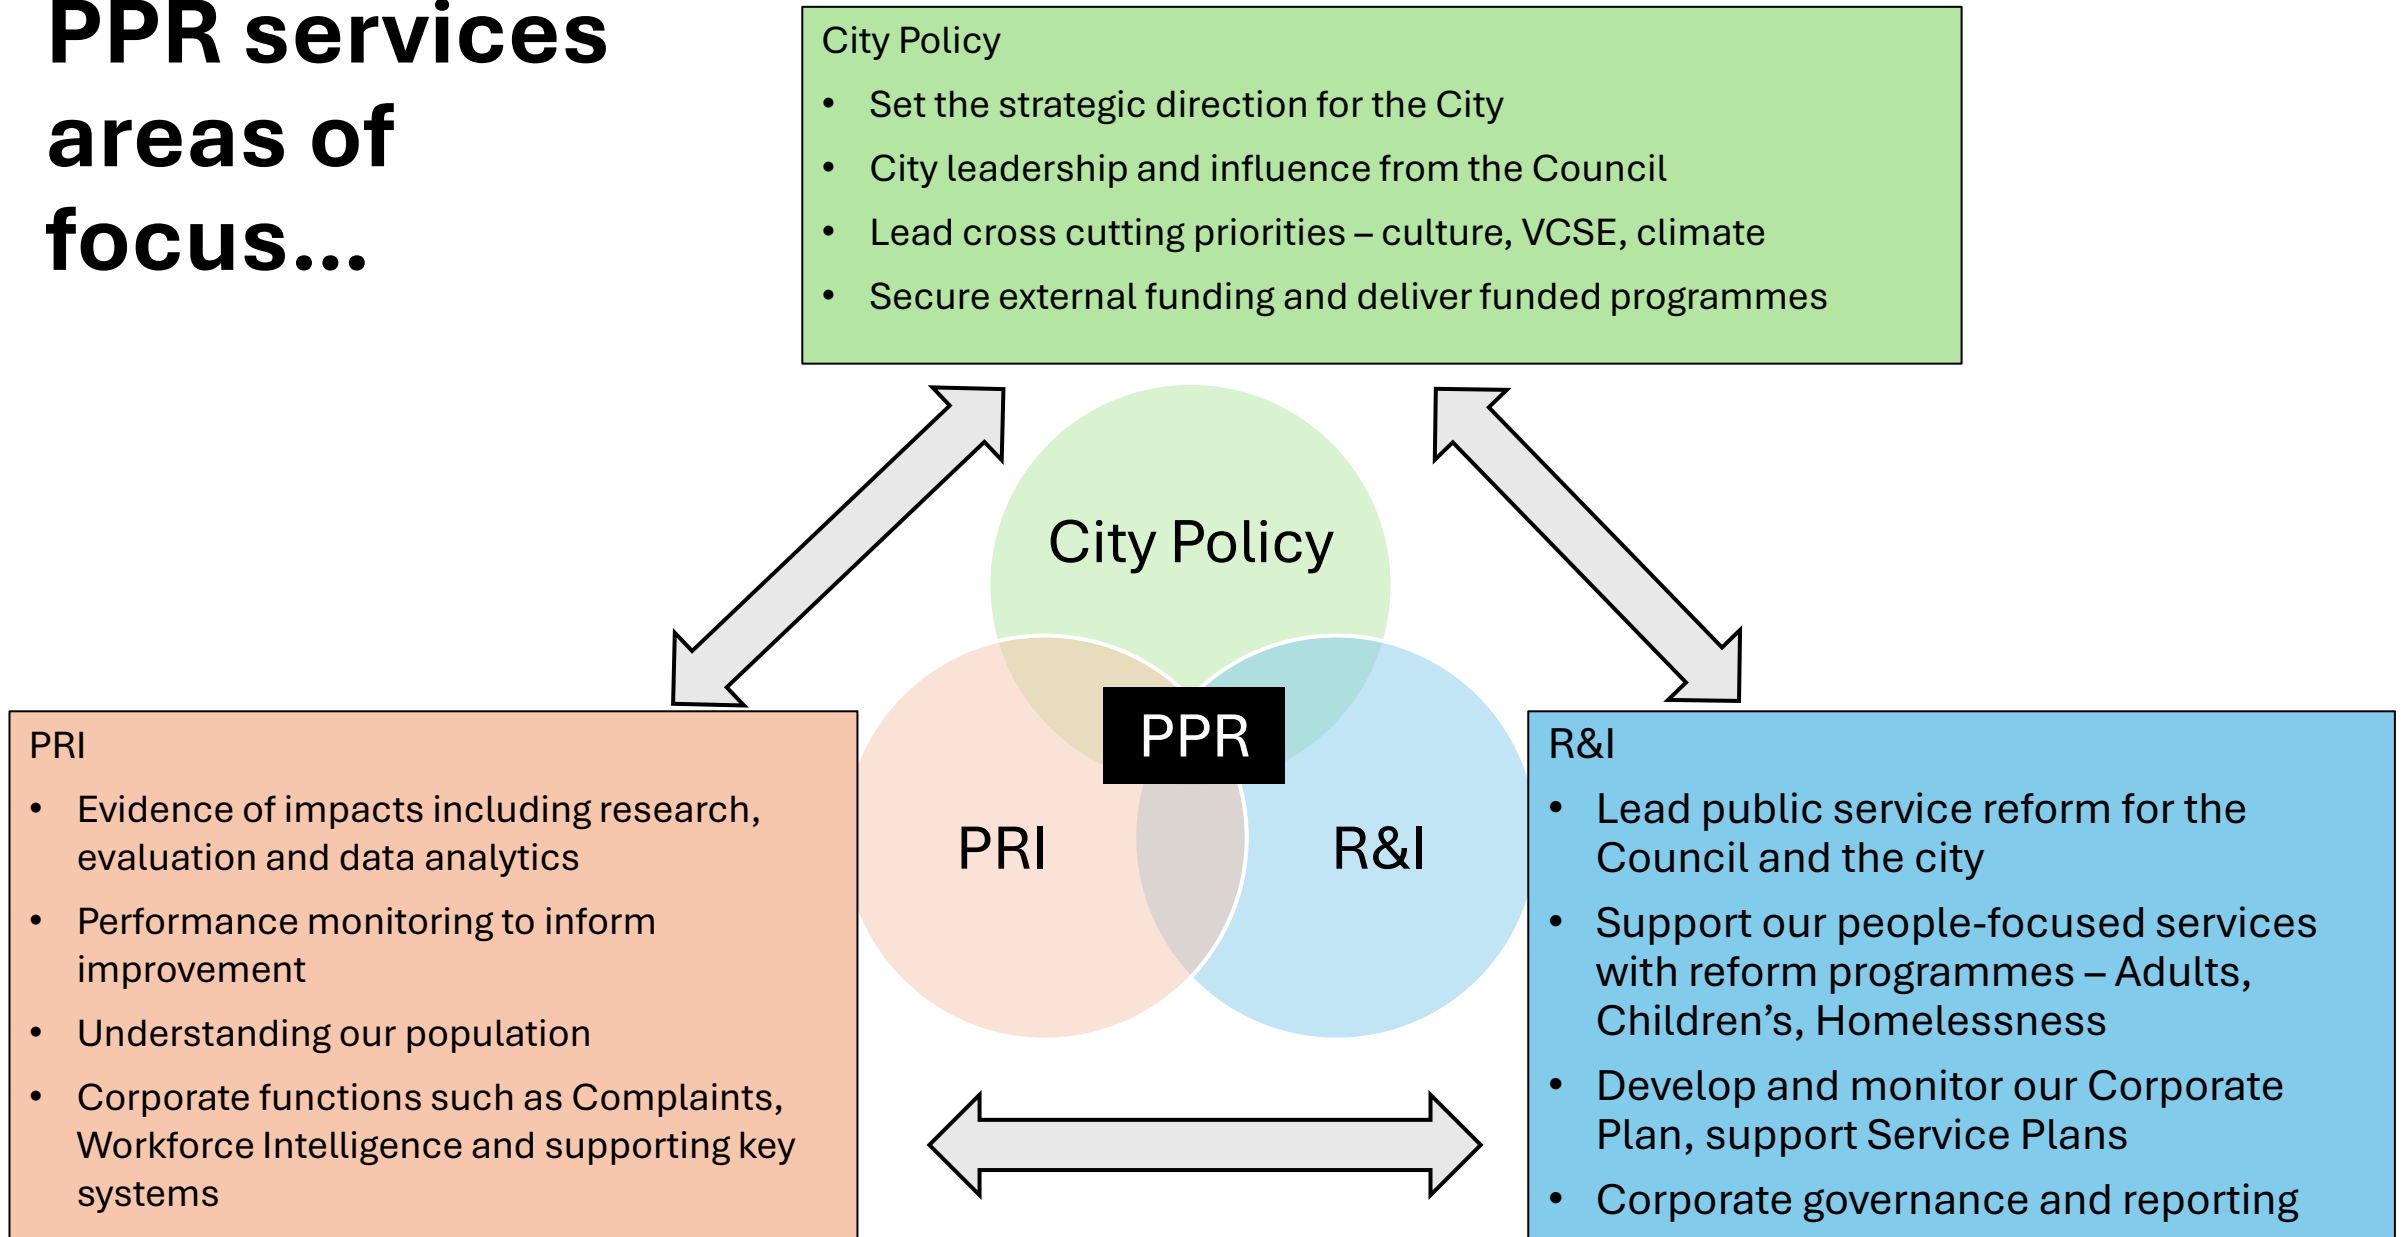 PPR services
areas of
focus...
City Policy
• Set the strategic direction for the City
• City leadership and influence from the Council
• Lead cross cutting priorities – culture, VCSE, climate
• Secure external funding and deliver funded programmes
City Policy
PPR
PRI
R&I
PRI
• Evidence of impacts including research,
evaluation and data analytics
• Performance monitoring to inform
improvement
• Understanding our population
• Corporate functions such as Complaints,
Workforce Intelligence and supporting key
systems
R&I
• Lead public service reform for the
Council and the city
• Support our people-focused services
with reform programmes – Adults,
Children’s, Homelessness
• Develop and monitor our Corporate
Plan, support Service Plans
• Corporate governance and reporting